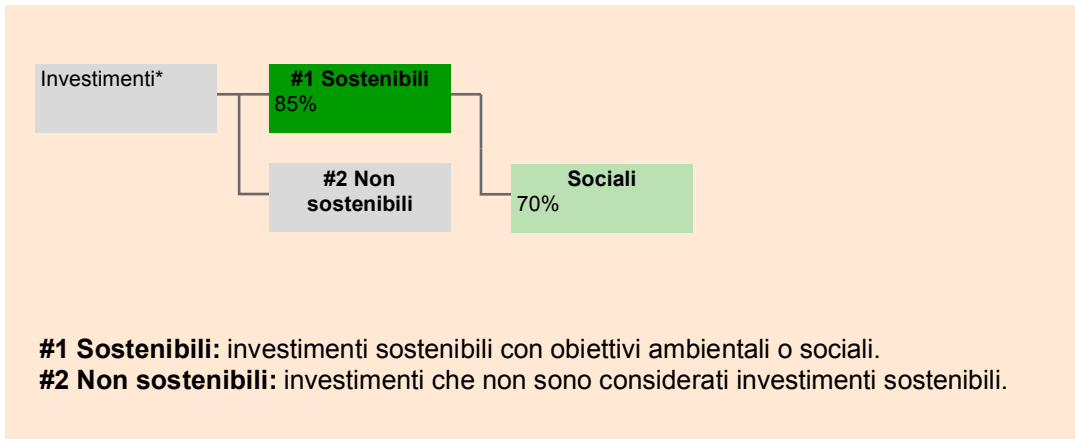 Investimenti*
#1 Sostenibili
85%
#2 Non
sostenibili
Sociali
70%
#1 Sostenibili: investimenti sostenibili con obiettivi ambientali o sociali.
#2 Non sostenibili: investimenti che non sono considerati investimenti sostenibili.